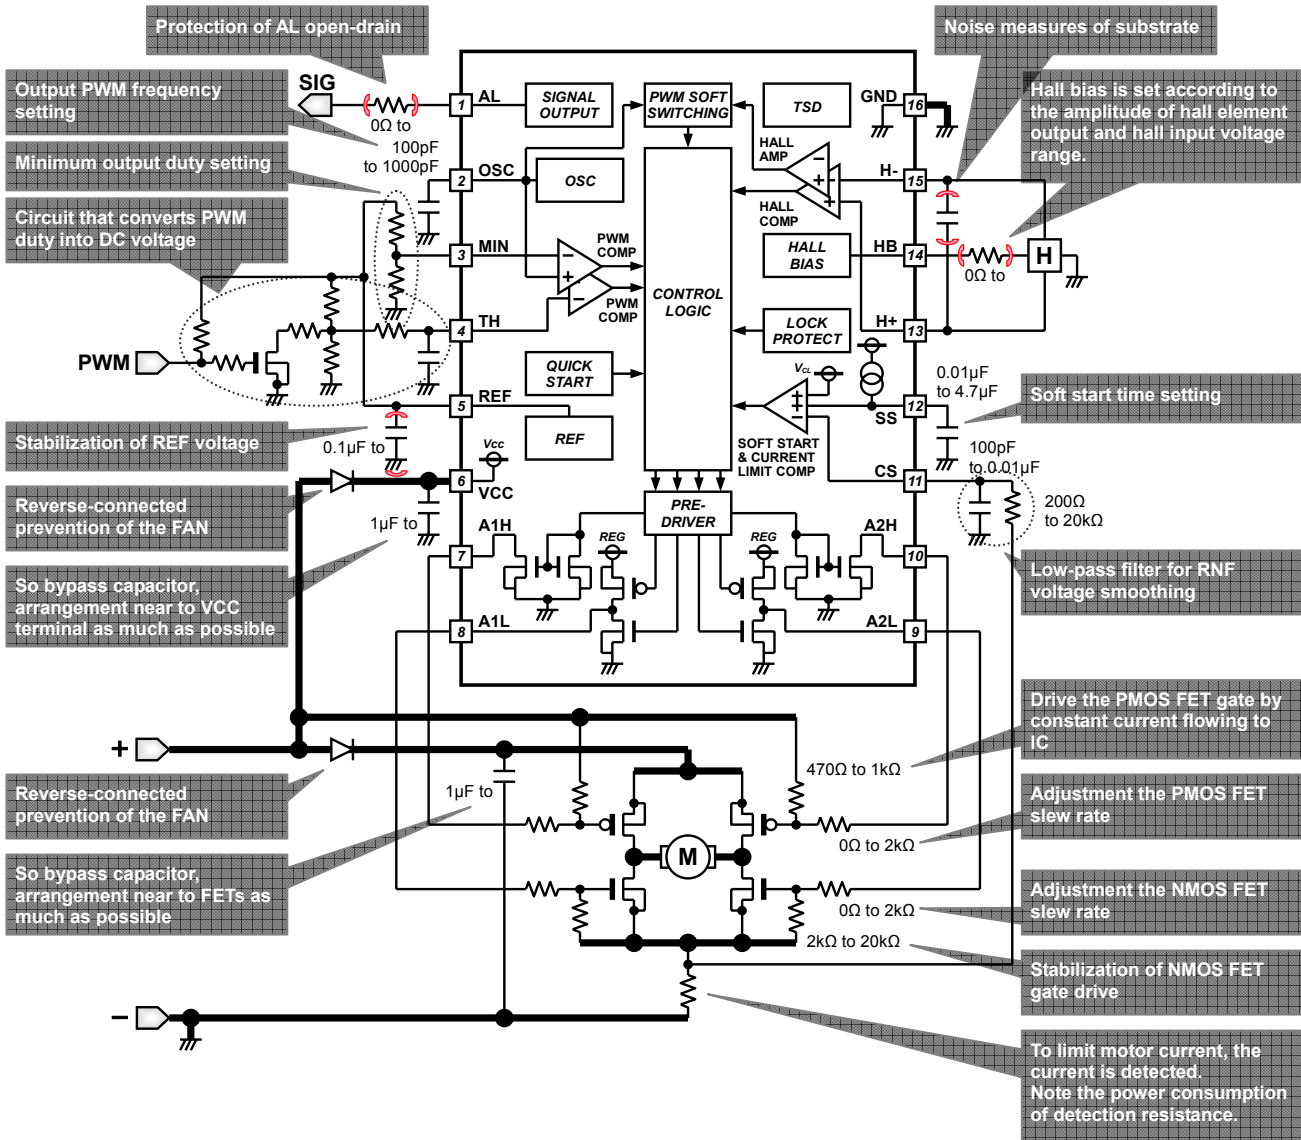 Protection of AL open-drain
Noise measures of substrate
Output PWM frequency
setting
SIG
0Ω to
1
AL
SIGNAL
OUTPUT
PWM SOFT
SWITCHING
TSD
GND
16
Hall bias is set according to
the amplitude of hall element
output and hall input voltage
range.
Minimum output duty setting
100pF
to 1000pF
2
OSC
OSC
HALL
AMP
HALL
COMP
H-
15
Circuit that converts PWM
duty into DC voltage
3
MIN
PWM
COMP
PWM
COMP
CONTROL
LOGIC
HALL
BIAS
HB
14
0Ω to
H
4
TH
LOCK
PROTECT
H+
13
PWM
QUICK
START
VCL
0.01µF
to 4.7µF
Soft start time setting
5
REF
REF
SS
12
Stabilization of REF voltage
0.1µF to
SOFT START
& CURRENT
LIMIT COMP
100pF
to 0.01µF
CS
11
Vcc
6
VCC
Reverse-connected
prevention of the FAN
1µF to
PRE-
DRIVER
200Ω
to 20kΩ
7
A1H
REG
REG
A2H
10
Low-pass filter for RNF
voltage smoothing
So bypass capacitor,
arrangement near to VCC
terminal as much as possible
8
A1L
A2L
9
Drive the PMOS FET gate by
constant current flowing to
IC
+
470Ω to 1kΩ
Reverse-connected
prevention of the FAN
1µF to
Adjustment the PMOS FET
slew rate
0Ω to 2kΩ
M
So bypass capacitor,
arrangement near to FETs as
much as possible
Adjustment the NMOS FET
slew rate
0Ω to 2kΩ
2kΩ to 20kΩ
Stabilization of NMOS FET
gate drive
−
To limit motor current, the
current is detected.
Note the power consumption
of detection resistance.